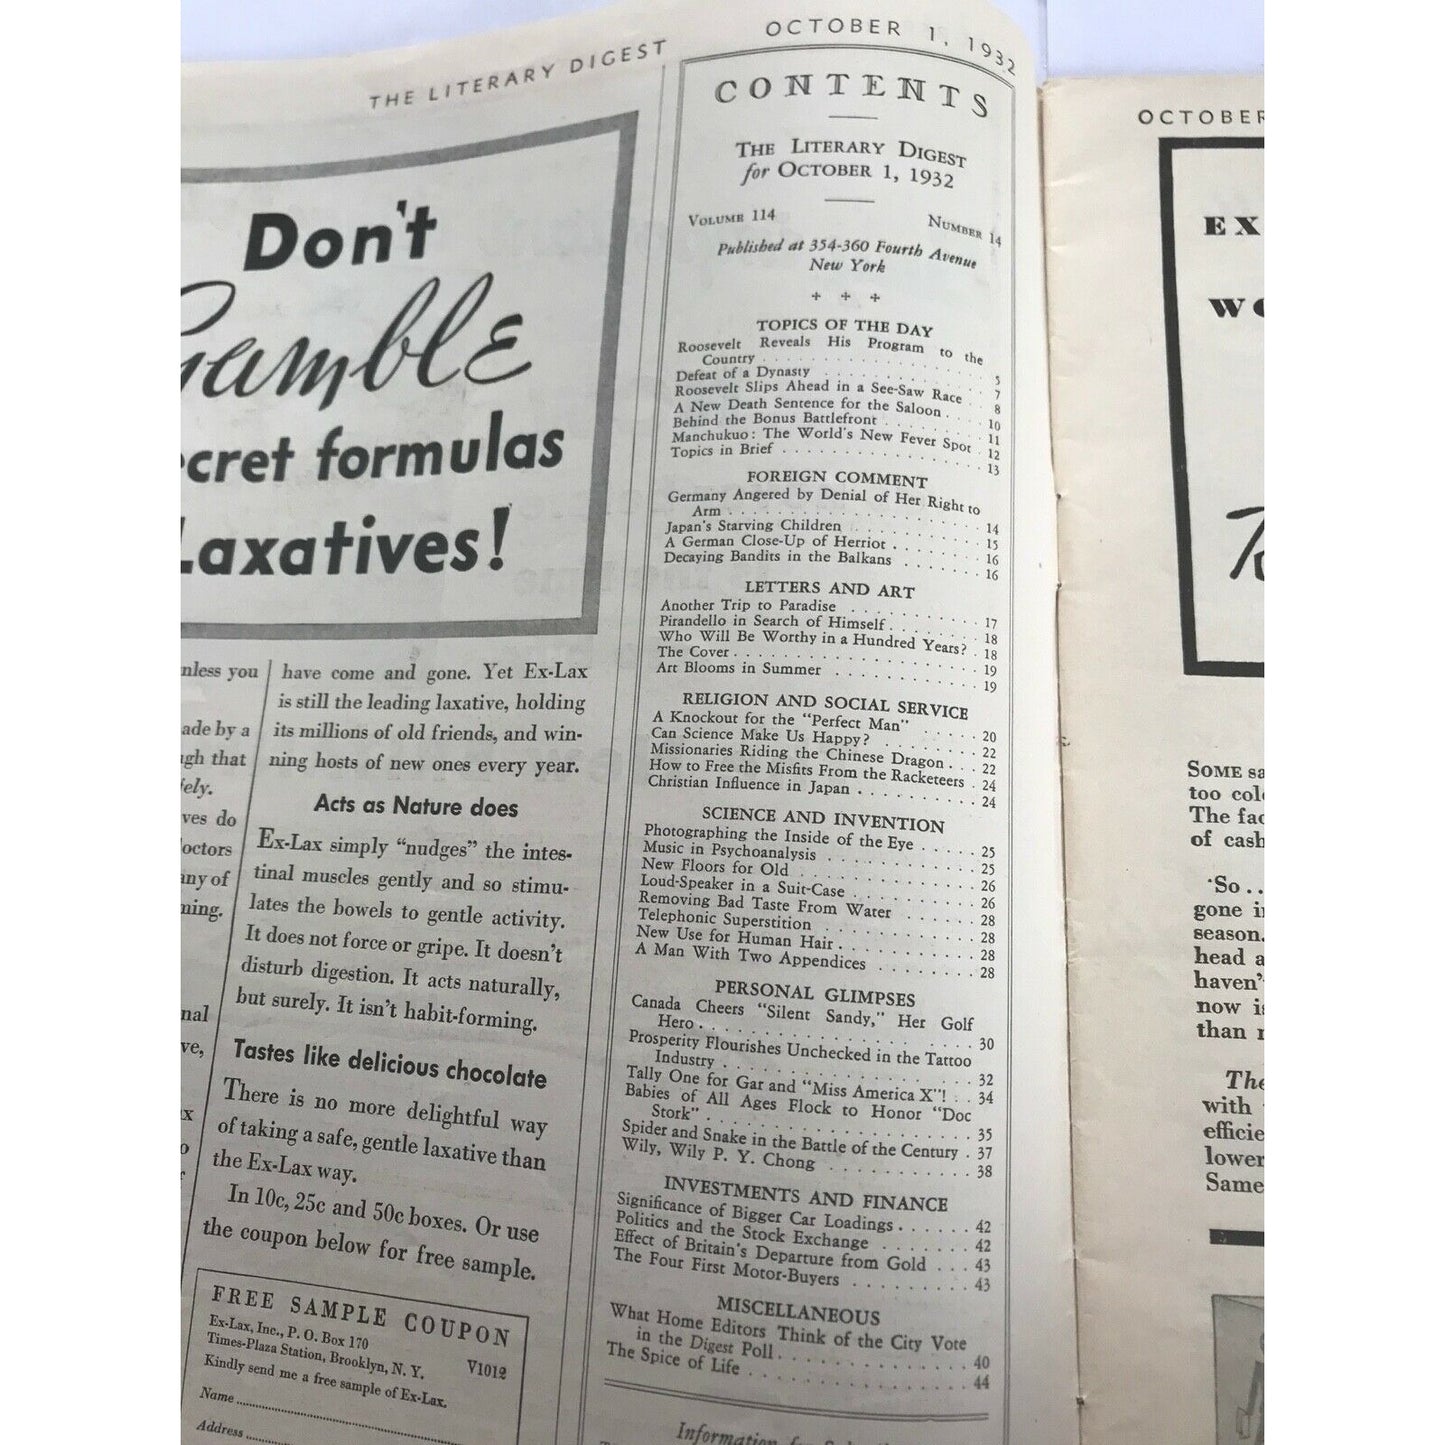 THE LITERARY DIGEST
Don't
Gamble
secret formulas
Laxatives!
unless you
ade by a
ugh that
ely.
ves do
octors
any of
ning.
nal
ve,
have come and gone. Yet Ex-Lax
is still the leading laxative, holding
its millions of old friends, and win-
ning hosts of new ones every year.
Acts as Nature does
Ex-Lax simply “nudges” the intes-
tinal muscles gently and so stimu-
lates the bowels to gentle activity.
It does not force or gripe. It doesn't
disturb digestion. It acts naturally,
but surely. It isn't habit-forming.
Tastes like delicious chocolate
There is no more delightful way
of taking a safe, gentle laxative than
the Ex-Lax way.
In 10c, 25c and 50c boxes. Or use
the coupon below for free sample.
FREE SAMPLE COUPON
Ex-Lax, Inc., P. O. Box 170
Times-Plaza Station, Brooklyn, N. Y. V1012
Kindly send me a free sample of Ex-Lax.
Name
Address
OCTOBER 1, 1932
CONTENTS
THE LITERARY DIGEST
for OCTOBER 1, 1932
VOLUME 114 NUMBER 14
Published at 354-360 Fourth Avenue
New York
TOPICS OF THE DAY
Roosevelt Reveals His Program to the
Country . . . 5
Defeat of a Dynasty . . . 7
Roosevelt Slips Ahead in a See-Saw Race . . 8
A New Death Sentence for the Saloon . . . 10
Behind the Bonus Battlefront . . . 11
Manchukuo: The World's New Fever Spot . 12
Topics in Brief . . . 13
FOREIGN COMMENT
Germany Angered by Denial of Her Right to
Arm . . . 14
Japan's Starving Children . . . 15
A German Close-Up of Herriot . . . 16
Decaying Bandits in the Balkans . . . 16
LETTERS AND ART
Another Trip to Paradise . . . 17
Pirandello in Search of Himself . . . 18
Who Will Be Worthy in a Hundred Years? . 18
The Cover . . . 19
Art Blooms in Summer . . . 19
RELIGION AND SOCIAL SERVICE
A Knockout for the “Perfect Man” . . . 20
Can Science Make Us Happy? . . . 22
Missionaries Riding the Chinese Dragon . . . 22
How to Free the Misfits From the Racketeers . 24
Christian Influence in Japan . . . 24
SCIENCE AND INVENTION
Photographing the Inside of the Eye . . . 25
Music in Psychoanalysis . . . 25
New Floors for Old . . . 26
Loud-Speaker in a Suit-Case . . . 26
Removing Bad Taste From Water . . . 28
Telephonic Superstition . . . 28
New Use for Human Hair . . . 28
A Man With Two Appendices . . . 28
PERSONAL GLIMPSES
Canada Cheers “Silent Sandy,” Her Golf
Hero . . . 30
Prosperity Flourishes Unchecked in the Tattoo
Industry . . . 32
Tally One for Gar and “Miss America X”! . . 34
Babies of All Ages Flock to Honor “Doc
Stork” . . . 35
Spider and Snake in the Battle of the Century . 37
Wily, Wily P. Y. Chong . . . 38
INVESTMENTS AND FINANCE
Significance of Bigger Car Loadings . . . 42
Politics and the Stock Exchange . . . 42
Effect of Britain's Departure from Gold . . . 43
The Four First Motor-Buyers . . . 43
MISCELLANEOUS
What Home Editors Think of the City Vote
in the Digest Poll . . . 40
The Spice of Life . . . 44
Information for
OCTOBER
EX
WO
SOME sa
too col
The fac
of cash
"So . .
gone i
season.
head a
haven'
now is
than
The
with
efficie
lower
Same